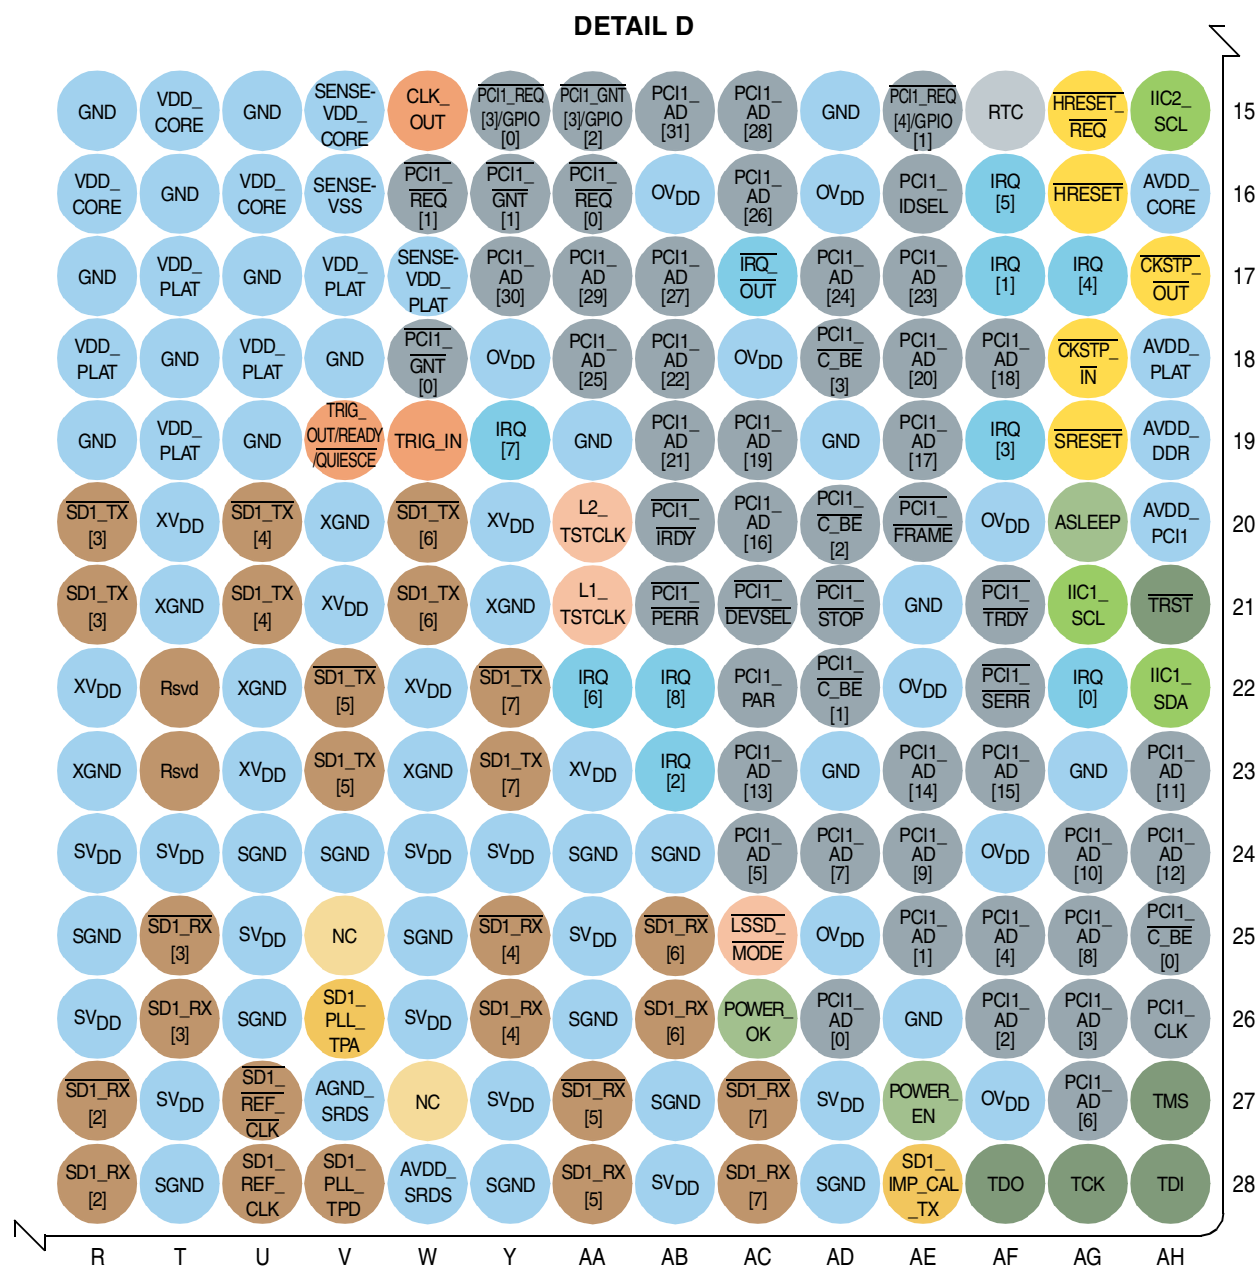 DETAIL D
GND VDD_CORE GND SENSE-VDD_CORE CLK_OUT PCI1_REQ[3]/GPIO[0] PCI1_GNT[3]/GPIO[2] PCI1_AD[31] PCI1_AD[28] GND PCI1_REQ[4]/GPIO[1] RTC HRESET_REQ IIC2_SCL 15
VDD_CORE GND VDD_CORE SENSE-VSS PCI1_REQ[1] PCI1_GNT[1] PCI1_REQ[0] OVDD PCI1_AD[26] OVDD PCI1_IDSEL IRQ[5] HRESET AVDD_CORE 16
GND VDD_PLAT GND VDD_PLAT SENSE-VDD_PLAT PCI1_AD[30] PCI1_AD[29] PCI1_AD[27] IRQ_OUT PCI1_AD[24] PCI1_AD[23] IRQ[1] IRQ[4] CKSTP_OUT 17
VDD_PLAT GND VDD_PLAT GND PCI1_GNT[0] OVDD PCI1_AD[25] PCI1_AD[22] OVDD PCI1_C_BE[3] PCI1_AD[20] PCI1_AD[18] CKSTP_IN AVDD_PLAT 18
GND VDD_PLAT GND TRIG_OUT/READY/QUIESCE TRIG_IN IRQ[7] GND PCI1_AD[21] PCI1_AD[19] GND PCI1_AD[17] IRQ[3] SRESET AVDD_DDR 19
SD1_TX[3] XVDD SD1_TX[4] XGND SD1_TX[6] XVDD L2_TSTCLK PCI1_IRDY PCI1_AD[16] PCI1_C_BE[2] PCI1_FRAME OVDD ASLEEP AVDD_PCI1 20
SD1_TX[3] XGND SD1_TX[4] XVDD SD1_TX[6] XGND L1_TSTCLK PCI1_PERR PCI1_DEVSEL PCI1_STOP GND PCI1_TRDY IIC1_SCL TRST 21
XVDD Rsvd XGND SD1_TX[5] XVDD SD1_TX[7] IRQ[6] IRQ[8] PCI1_PAR PCI1_C_BE[1] OVDD PCI1_SERR IRQ[0] IIC1_SDA 22
XGND Rsvd XVDD SD1_TX[5] XGND SD1_TX[7] XVDD IRQ[2] PCI1_AD[13] GND PCI1_AD[14] PCI1_AD[15] GND PCI1_AD[11] 23
SVDD SVDD SGND SGND SVDD SVDD SGND SGND PCI1_AD[5] PCI1_AD[7] PCI1_AD[9] OVDD PCI1_AD[10] PCI1_AD[12] 24
SGND SD1_RX[3] SVDD NC SGND SD1_RX[4] SVDD SD1_RX[6] LSSD_MODE OVDD PCI1_AD[1] PCI1_AD[4] PCI1_AD[8] PCI1_C_BE[0] 25
SVDD SD1_RX[3] SGND SD1_PLL_TPA SVDD SD1_RX[4] SGND SD1_RX[6] POWER_OK PCI1_AD[0] GND PCI1_AD[2] PCI1_AD[3] PCI1_CLK 26
SD1_RX[2] SVDD SD1_REF_CLK AGND_SRDS NC SVDD SD1_RX[5] SGND SD1_RX[7] SVDD POWER_EN OVDD PCI1_AD[6] TMS 27
SD1_RX[2] SGND SD1_REF_CLK SD1_PLL_TPD AVDD_SRDS SGND SD1_RX[5] SVDD SD1_RX[7] SGND SD1_IMP_CAL_TX TDO TCK TDI 28
R T U V W Y AA AB AC AD AE AF AG AH